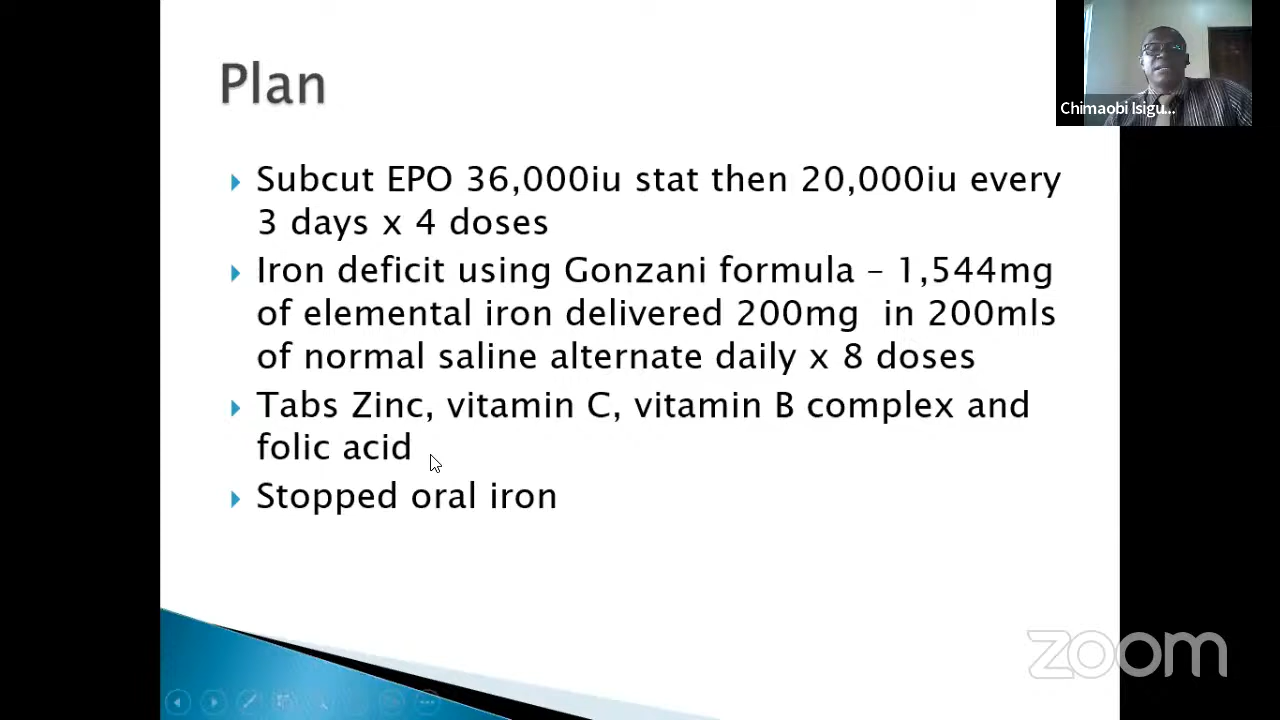 Plan
Chimaobi Isigu...
Subcut EPO 36,000iu stat then 20,000iu every
3 days x 4 doses
Iron deficit using Gonzani formula – 1,544mg
of elemental iron delivered 200mg in 200mls
of normal saline alternate daily x 8 doses
Tabs Zinc, vitamin C, vitamin B complex and
folic acid
Stopped oral iron
zoom